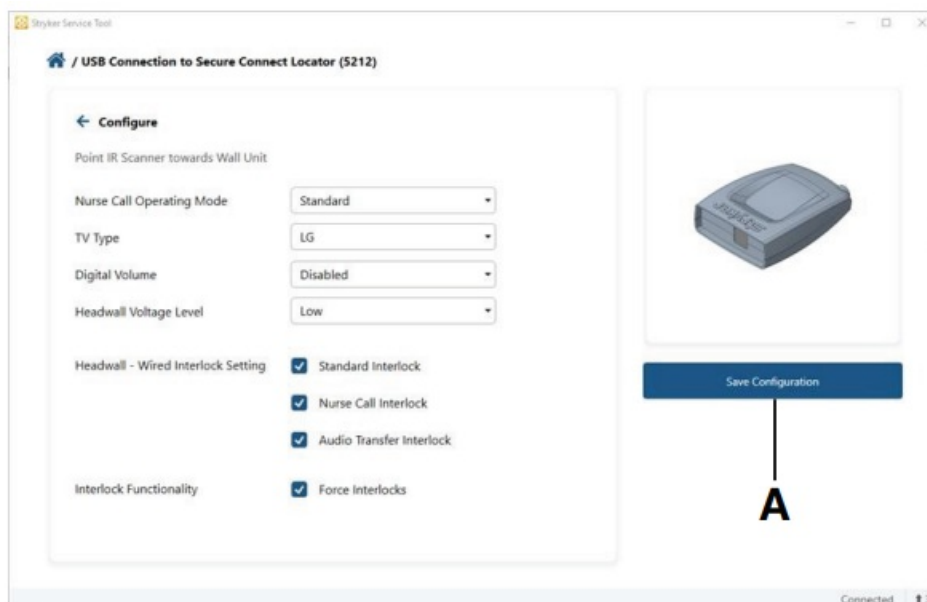 Stryker Service Tool
/ USB Connection to Secure Connect Locator (5212)
Configure
Point IR Scanner towards Wall Unit
Nurse Call Operating Mode Standard
TV Type LG
Digital Volume Disabled
Headwall Voltage Level Low
Headwall - Wired Interlock Setting Standard Interlock
Nurse Call Interlock
Audio Transfer Interlock
Interlock Functionality Force Interlocks
stryker
Save Configuration
A
Connected